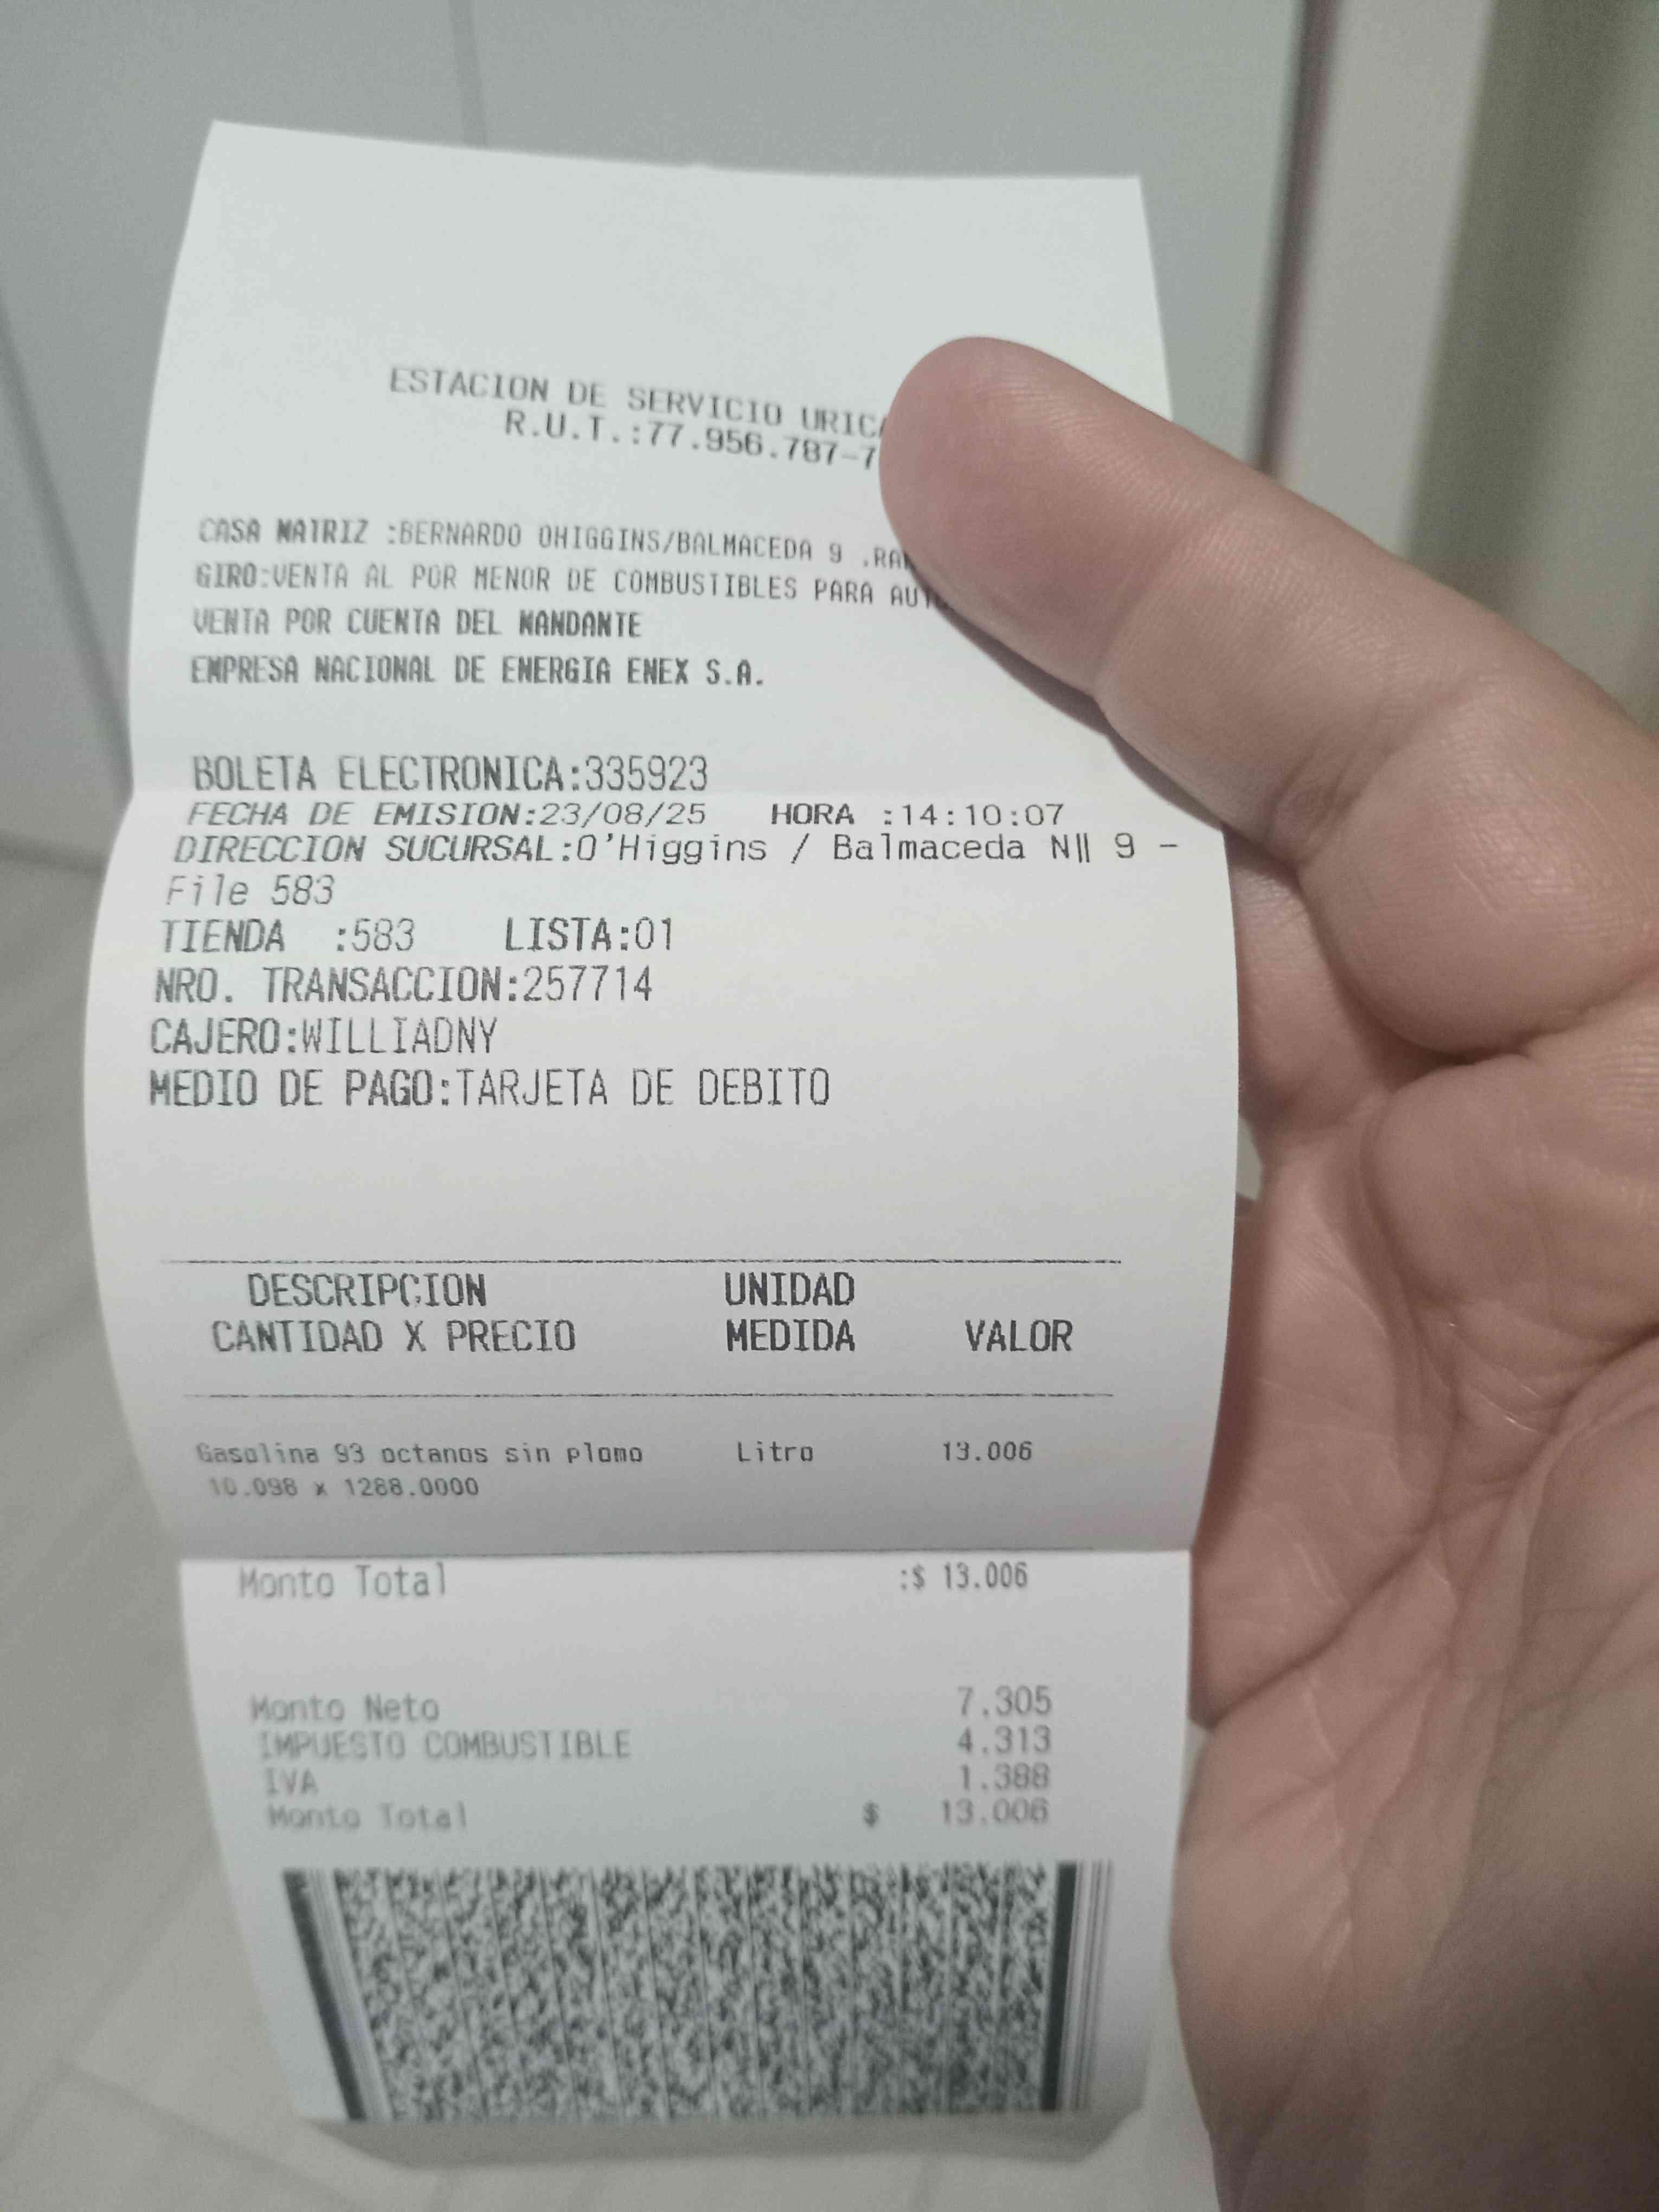 ESTACION DE SERVICIO
R.U.T.:77.956.787-7
CASA MATRIZ :BERNARDO OHIGGINS/BALMACEDA 9
GIRO:VENTA AL POR MENOR DE COMBUSTIBLES PARA
VENTA POR CUENTA DEL MANDANTE
EMPRESA NACIONAL DE ENERGIA ENEX S.A.
BOLETA ELECTRONICA:335923
FECHA DE EMISION:23/08/25 HORA :14:10:07
DIRECCION SUCURSAL:O'Higgins / Balmaceda N‖ 9 -
File 583
TIENDA :583 LISTA:01
NRO. TRANSACCION:257714
CAJERO:WILLIADNY
MEDIO DE PAGO:TARJETA DE DEBITO
DESCRIPCION UNIDAD
CANTIDAD X PRECIO MEDIDA VALOR
Gasolina 93 octanos sin plomo Litro 13.006
10.098 x 1288.0000
Monto Total :$ 13.006
Monto Neto 7.305
IMPUESTO COMBUSTIBLE 4.313
IVA 1.388
Monto Total $ 13.006